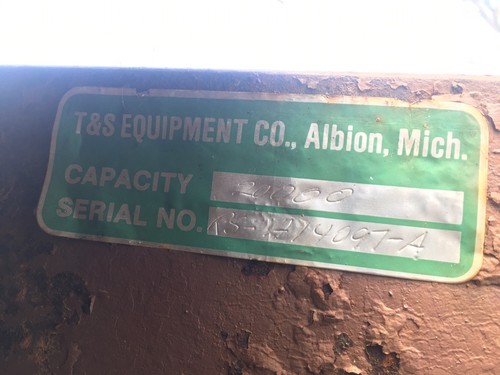 T&S EQUIPMENT CO., Albion, Mich.
CAPACITY
SERIAL NO.